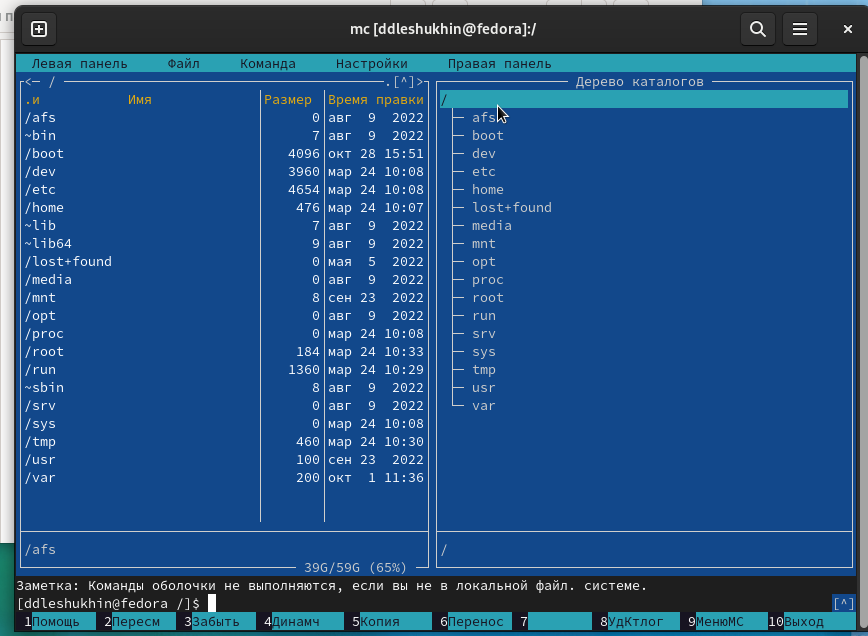 mc [ddleshukhin@fedora]:/
Левая панель Файл Команда Настройки Правая панель
<─ / .[^]> Дерево каталогов
.и Имя Размер Время правки /
/afs 0 авг 9 2022 afs
~bin 7 авг 9 2022 boot
/boot 4096 окт 28 15:51 dev
/dev 3960 мар 24 10:08 etc
/etc 4654 мар 24 10:08 home
/home 476 мар 24 10:07 lost+found
~lib 7 авг 9 2022 media
~lib64 9 авг 9 2022 mnt
/lost+found 0 мая 5 2022 opt
/media 0 авг 9 2022 proc
/mnt 8 сен 23 2022 root
/opt 0 авг 9 2022 run
/proc 0 мар 24 10:08 srv
/root 184 мар 24 10:33 sys
/run 1360 мар 24 10:29 tmp
~sbin 8 авг 9 2022 usr
/srv 0 авг 9 2022 var
/sys 0 мар 24 10:08
/tmp 460 мар 24 10:30
/usr 100 сен 23 2022
/var 200 окт 1 11:36
/afs /
39G/59G (65%)
Заметка: Команды оболочки не выполняются, если вы не в локальной файл. системе.
[ddleshukhin@fedora /]$ [^]
1Помощь 2Пересм 3Забыть 4Динамч 5Копия 6Перенос 7 8УдКтлог 9МенюМС 10Выход